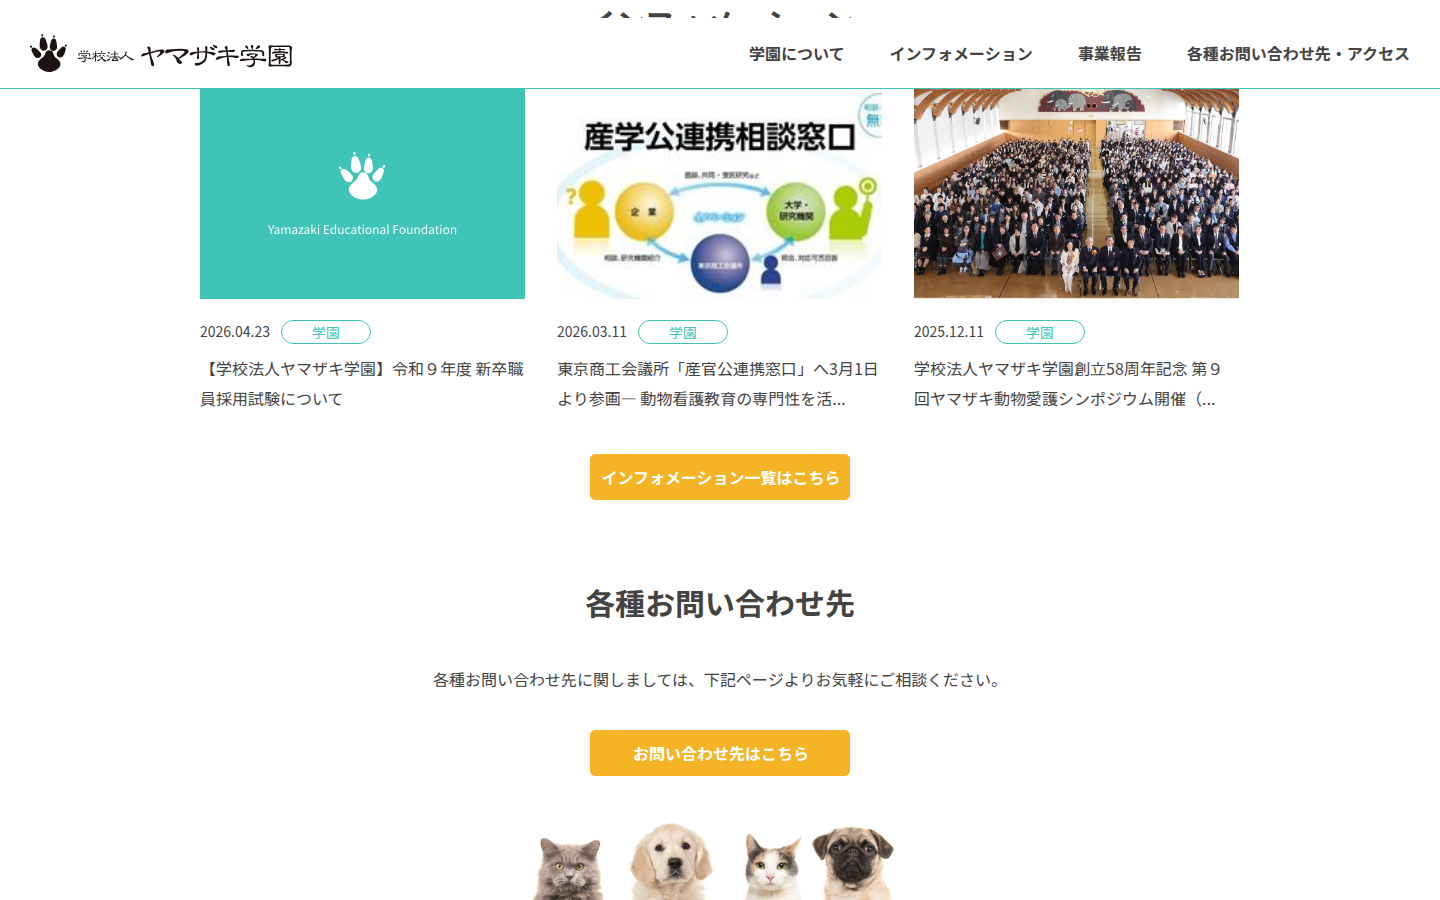 インフォメーション
学校法人 ヤマザキ学園
学園について
インフォメーション
事業報告
各種お問い合わせ先・アクセス
Yamazaki Educational Foundation
無
産学公連携相談窓口
企 業
大学・
研究機関
東京商工会議所
2026.04.23 学園
【学校法人ヤマザキ学園】令和９年度 新卒職
員採用試験について
2026.03.11 学園
東京商工会議所「産官公連携窓口」へ3月1日
より参画― 動物看護教育の専門性を活...
2025.12.11 学園
学校法人ヤマザキ学園創立58周年記念 第９
回ヤマザキ動物愛護シンポジウム開催（...
インフォメーション一覧はこちら
各種お問い合わせ先
各種お問い合わせ先に関しましては、下記ページよりお気軽にご相談ください。
お問い合わせ先はこちら